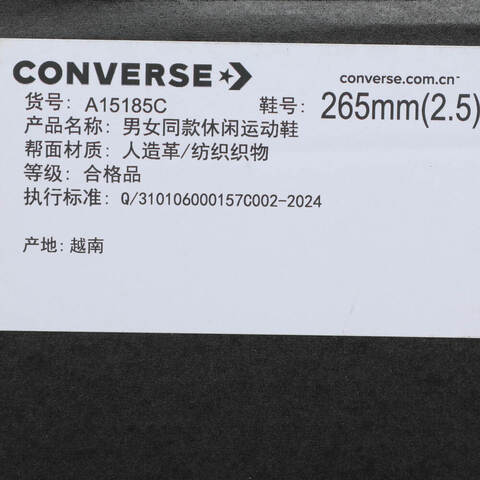 CONVERSE
converse.com.cn
货号: A15185C 鞋号: 265mm(2.5)
产品名称: 男女同款休闲运动鞋
帮面材质: 人造革/纺织织物
等级: 合格品
执行标准: Q/310106000157C002-2024
产地: 越南